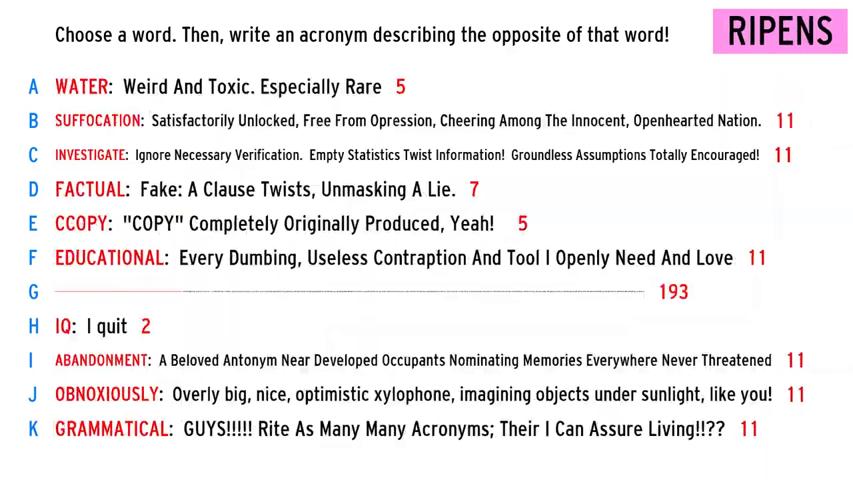 Choose a word. Then, write an acronym describing the opposite of that word! RIPENS
A WATER: Weird And Toxic. Especially Rare 5
B SUFFOCATION: Satisfactorily Unlocked, Free From Opression, Cheering Among The Innocent, Openhearted Nation. 11
C INVESTIGATE: Ignore Necessary Verification. Empty Statistics Twist Information! Groundless Assumptions Totally Encouraged! 11
D FACTUAL: Fake: A Clause Twists, Unmasking A Lie. 7
E CCOPY: "COPY" Completely Originally Produced, Yeah! 5
F EDUCATIONAL: Every Dumbing, Useless Contraption And Tool I Openly Need And Love 11
G 193
H IQ: I quit 2
I ABANDONMENT: A Beloved Antonym Near Developed Occupants Nominating Memories Everywhere Never Threatened 11
J OBNOXIOUSLY: Overly big, nice, optimistic xylophone, imagining objects under sunlight, like you! 11
K GRAMMATICAL: GUYS!!!!! Rite As Many Many Acronyms; Their I Can Assure Living!!?? 11